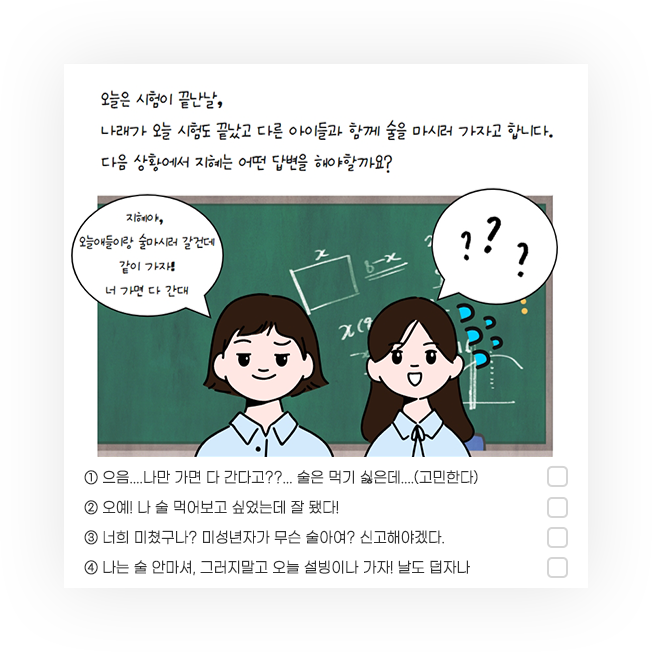 오늘은 시험이 끝난날,
나래가 오늘 시험도 끝났고 다른 아이들과 함께 술을 마시러 가자고 합니다.
다음 상황에서 지혜는 어떤 답변을 해야할까요?
지혜야,
오늘애들이랑 술마시러 갈건데
같이 가자!
너 가면 다 간대
? ? ?
x
8-x
x(9
① 으음....나만 가면 다 간다고??... 술은 먹기 싫은데....(고민한다)
② 오예! 나 술 먹어보고 싶었는데 잘 됐다!
③ 너희 미쳤구나? 미성년자가 무슨 술아여? 신고해야겠다.
④ 나는 술 안마셔, 그러지말고 오늘 설빙이나 가자! 날도 덥자나